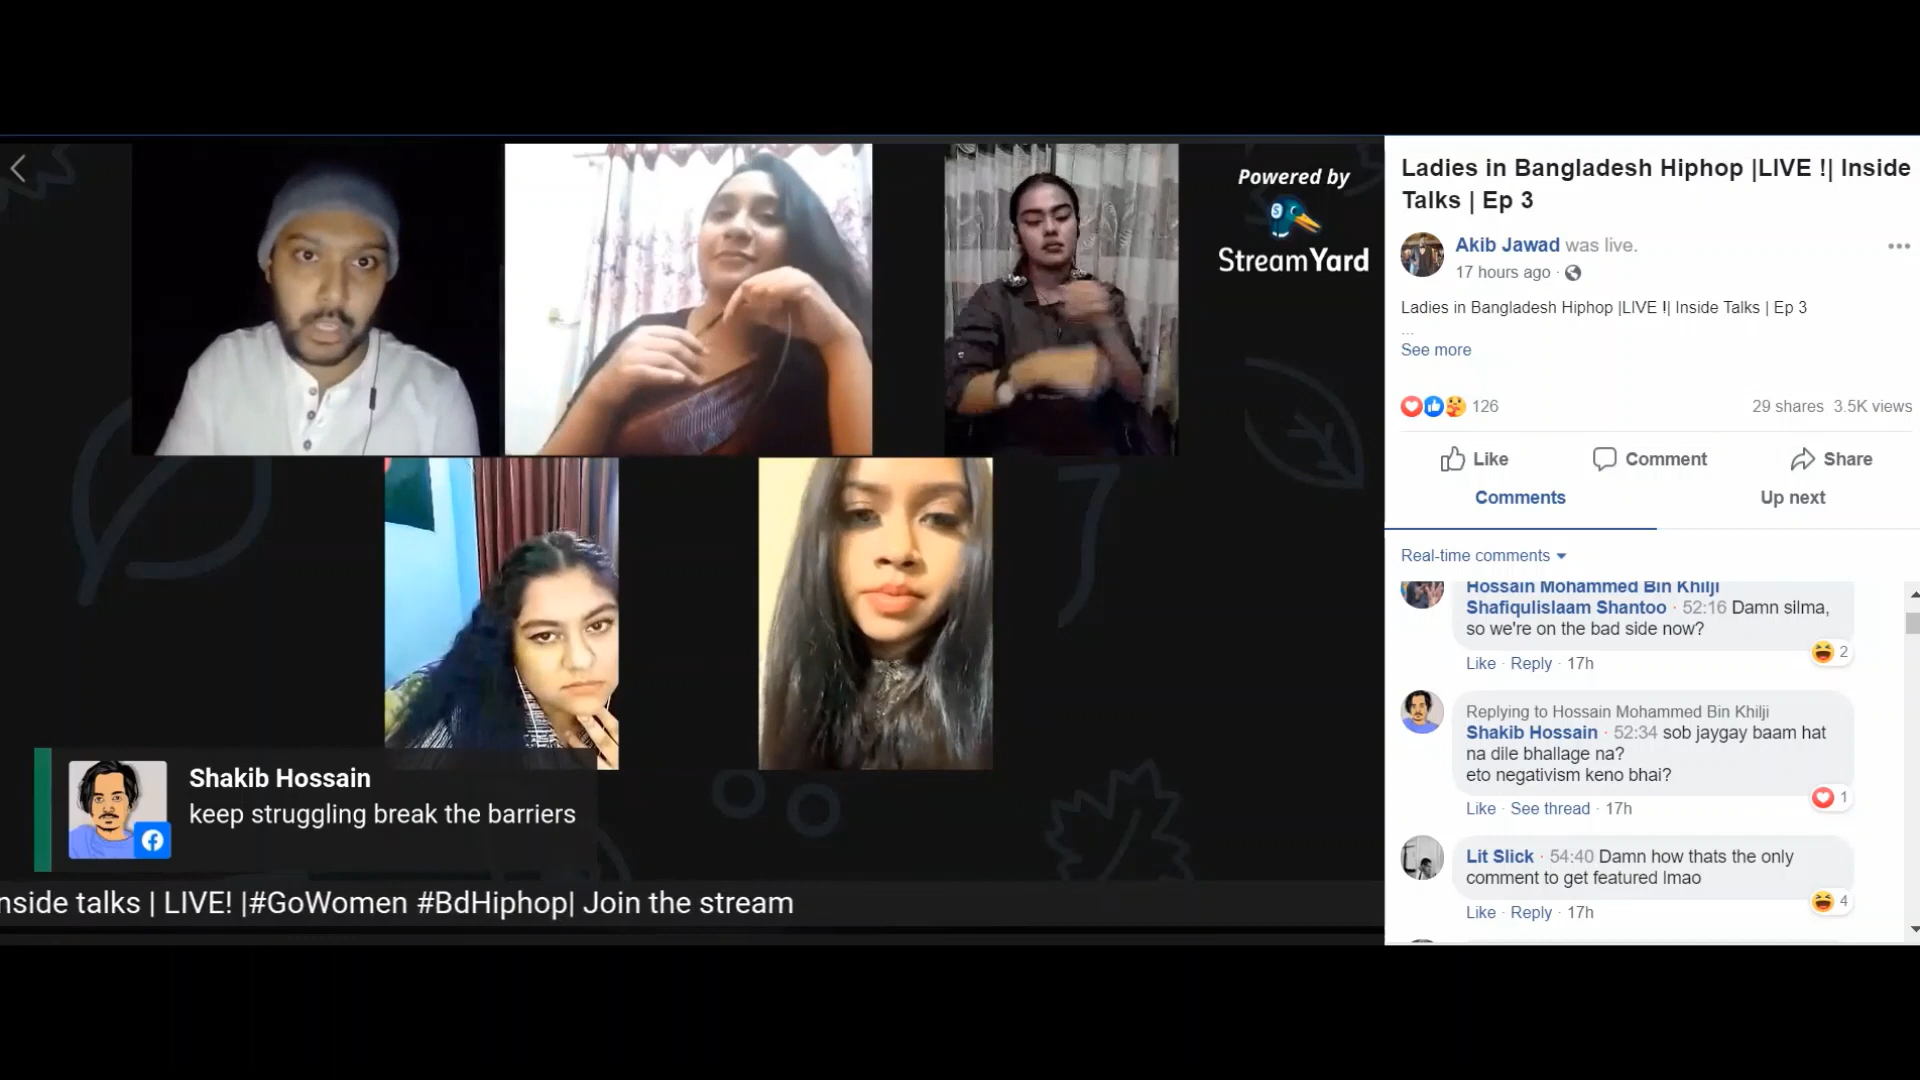 Powered by
StreamYard
Shakib Hossain
keep struggling break the barriers
nside talks | LIVE! |#GoWomen #BdHiphop| Join the stream
Ladies in Bangladesh Hiphop |LIVE !| Inside
Talks | Ep 3
Akib Jawad was live.
17 hours ago ·
Ladies in Bangladesh Hiphop |LIVE !| Inside Talks | Ep 3
...
See more
126
29 shares 3.5K views
Like
Comment
Share
Comments
Up next
Real-time comments
Hossain Mohammed Bin Khilji
Shafiqulislaam Shantoo · 52:16 Damn silma,
so we're on the bad side now?
2
Like · Reply · 17h
Replying to Hossain Mohammed Bin Khilji
Shakib Hossain · 52:34 sob jaygay baam hat
na dile bhallage na?
eto negativism keno bhai?
1
Like · See thread · 17h
Lit Slick · 54:40 Damn how thats the only
comment to get featured lmao
4
Like · Reply · 17h